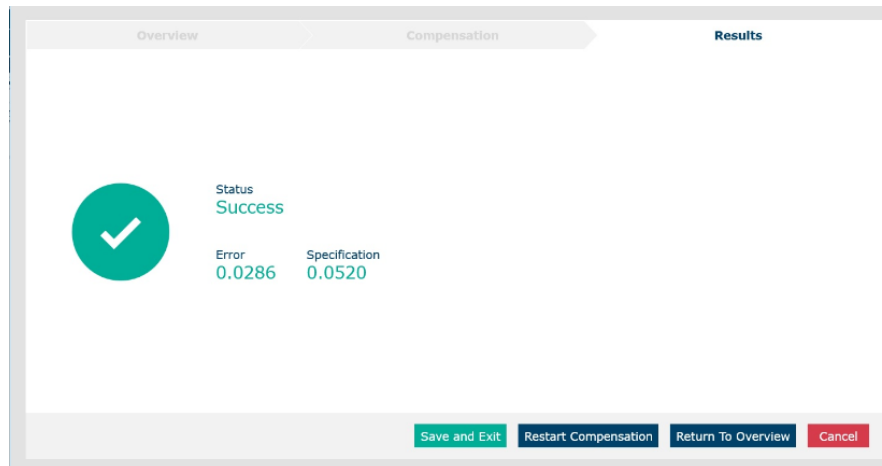 Overview Compensation Results
Status
Success
Error Specification
0.0286 0.0520
Save and Exit Restart Compensation Return To Overview Cancel